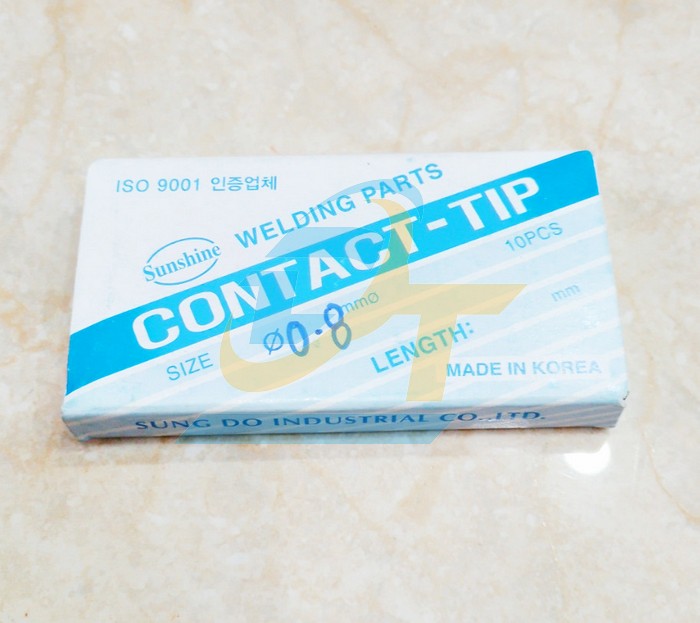 ISO 9001 인증업체
Sunshine
WELDING PARTS
CONTACT-TIP
10PCS
SIZE Ø0.8 mmØ
LENGTH: mm
MADE IN KOREA
SUNG DO INDUSTRIAL CO.,LTD.